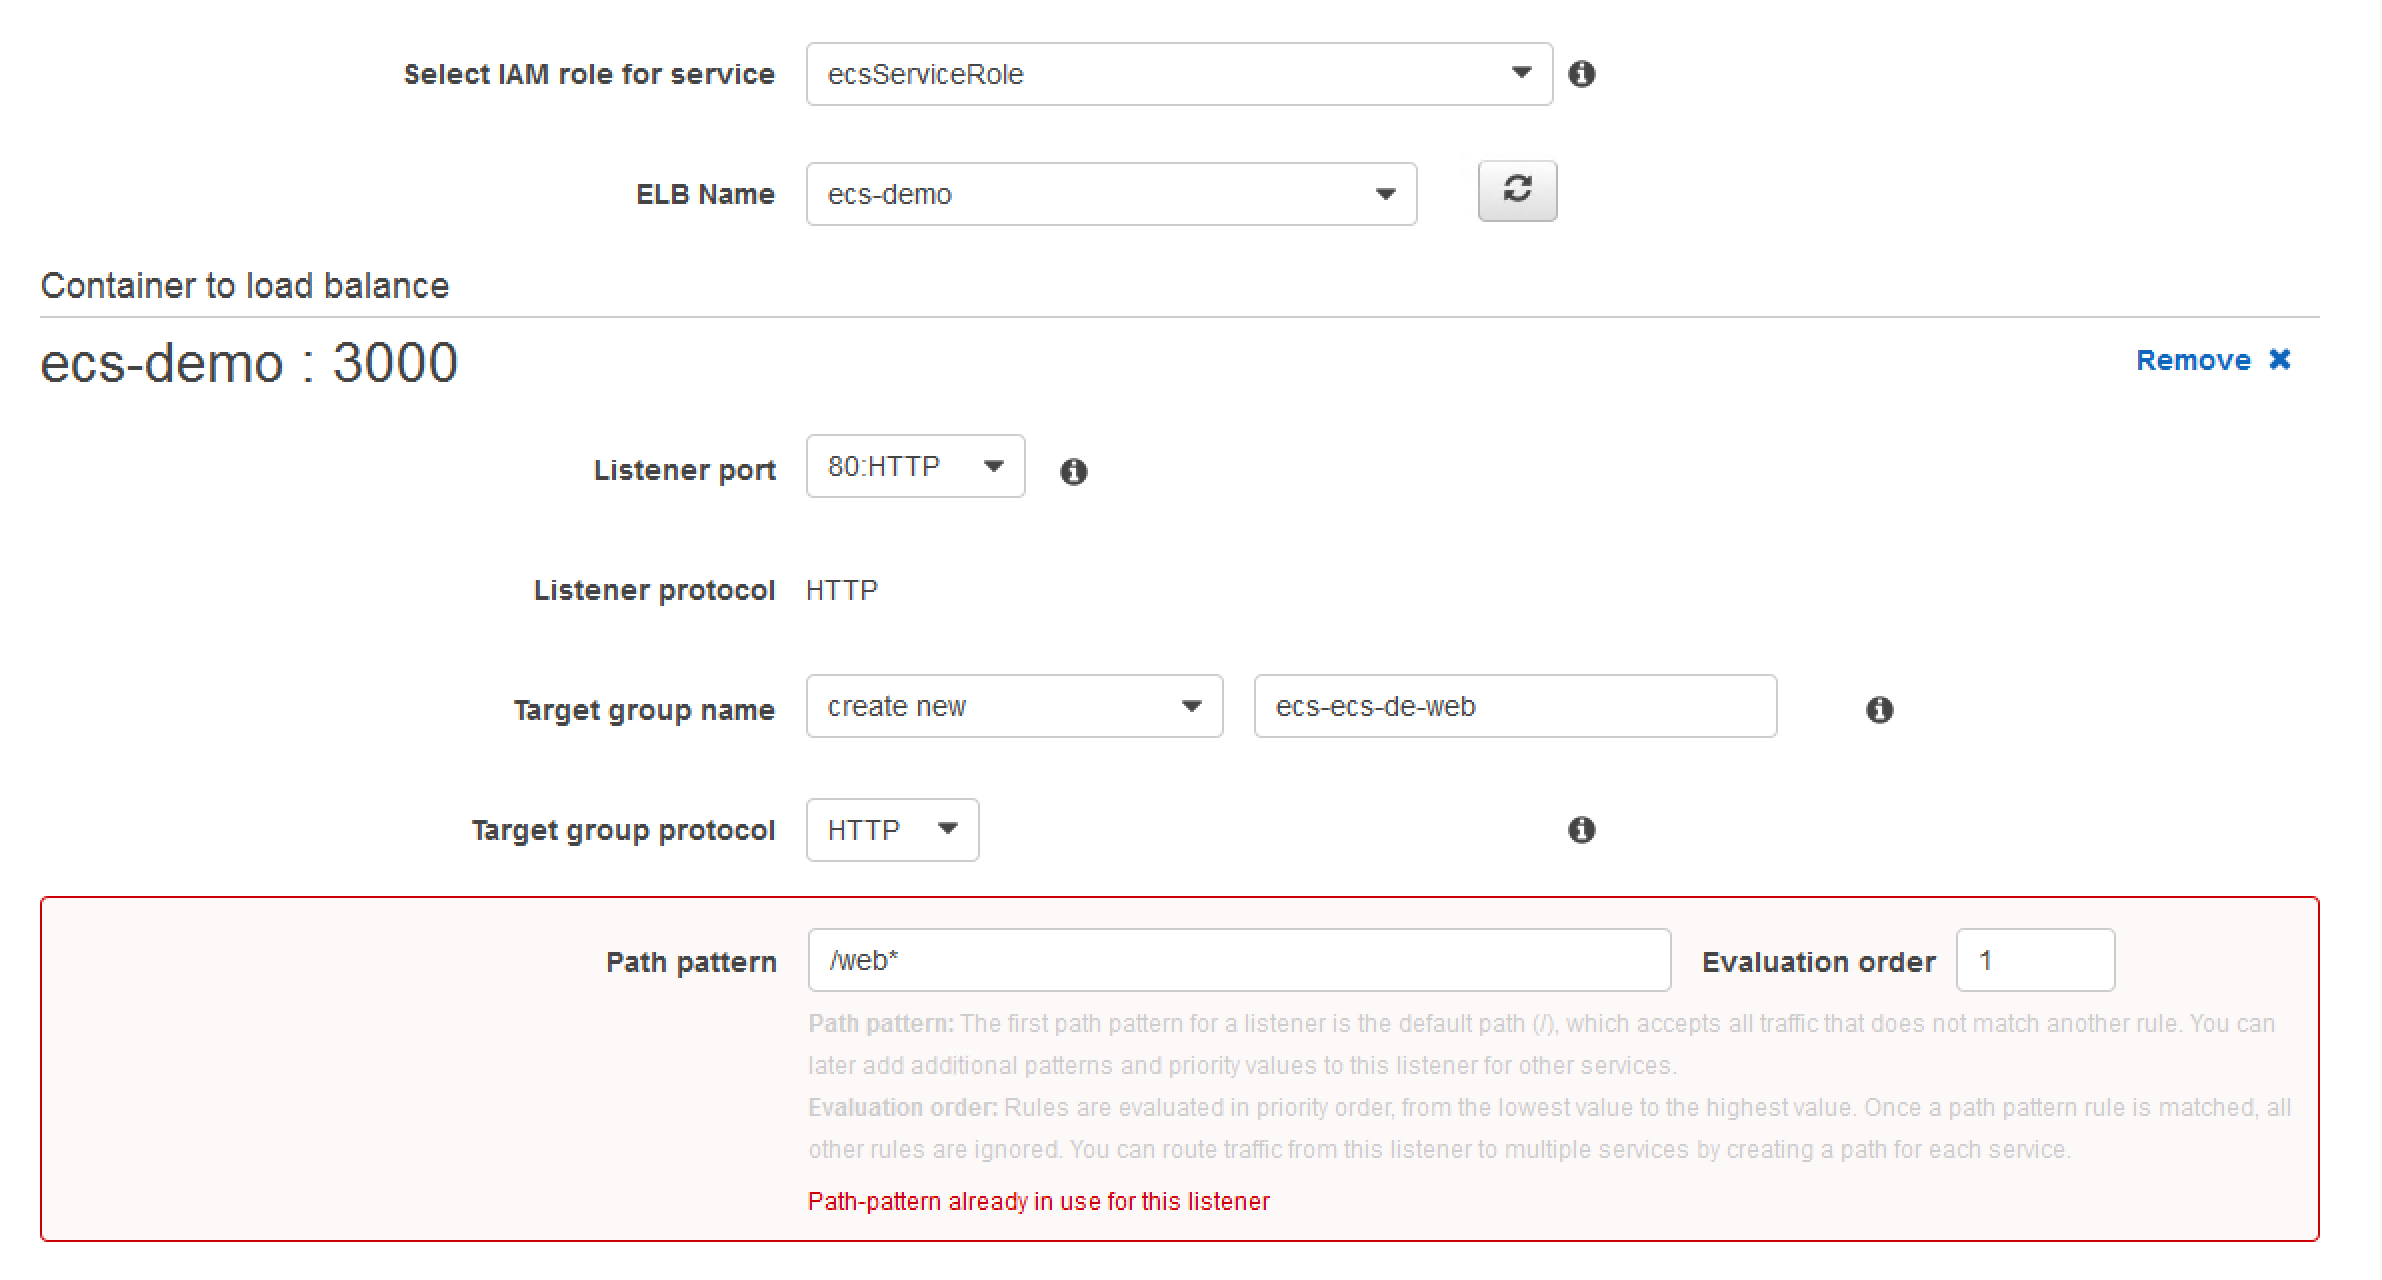 Select IAM role for service ecsServiceRole
ELB Name ecs-demo
Container to load balance
ecs-demo : 3000 Remove
Listener port 80:HTTP
Listener protocol HTTP
Target group name create new ecs-ecs-de-web
Target group protocol HTTP
Path pattern /web* Evaluation order 1
Path pattern: The first path pattern for a listener is the default path (/), which accepts all traffic that does not match another rule. You can
later add additional patterns and priority values to this listener for other services.
Evaluation order: Rules are evaluated in priority order, from the lowest value to the highest value. Once a path pattern rule is matched, all
other rules are ignored. You can route traffic from this listener to multiple services by creating a path for each service.
Path-pattern already in use for this listener